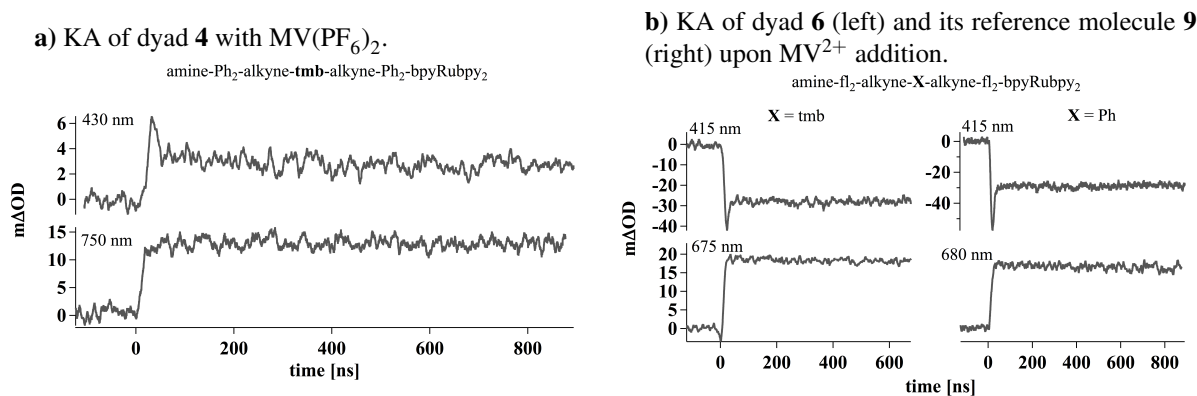 a) KA of dyad 4 with MV(PF₆)₂.
amine-Ph₂-alkyne-tmb-alkyne-Ph₂-bpyRubpy₂
430 nm
6
4
2
0
mΔOD
750 nm
15
10
5
0
0 200 400 600 800
time [ns]
b) KA of dyad 6 (left) and its reference molecule 9
(right) upon MV²⁺ addition.
amine-fl₂-alkyne-X-alkyne-fl₂-bpyRubpy₂
X = tmb
415 nm
0
-10
-20
-30
-40
mΔOD
675 nm
20
15
10
5
0
0 200 400 600
X = Ph
415 nm
0
-20
-40
680 nm
0 200 400 600 800
time [ns]